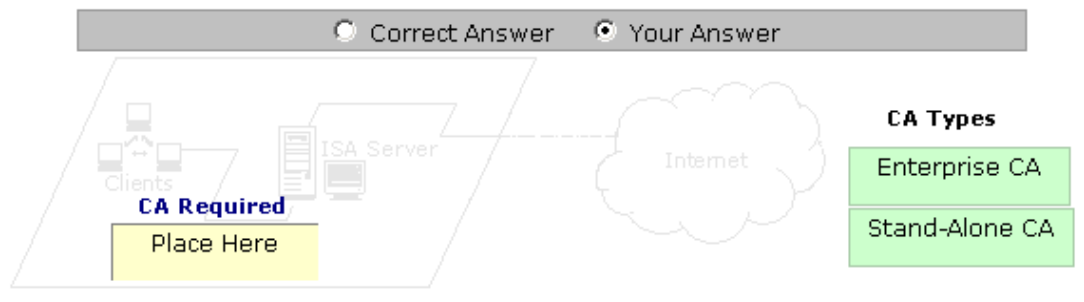 Correct Answer Your Answer
CA Types
ISA Server
Internet
Enterprise CA
Clients
CA Required
Stand-Alone CA
Place Here